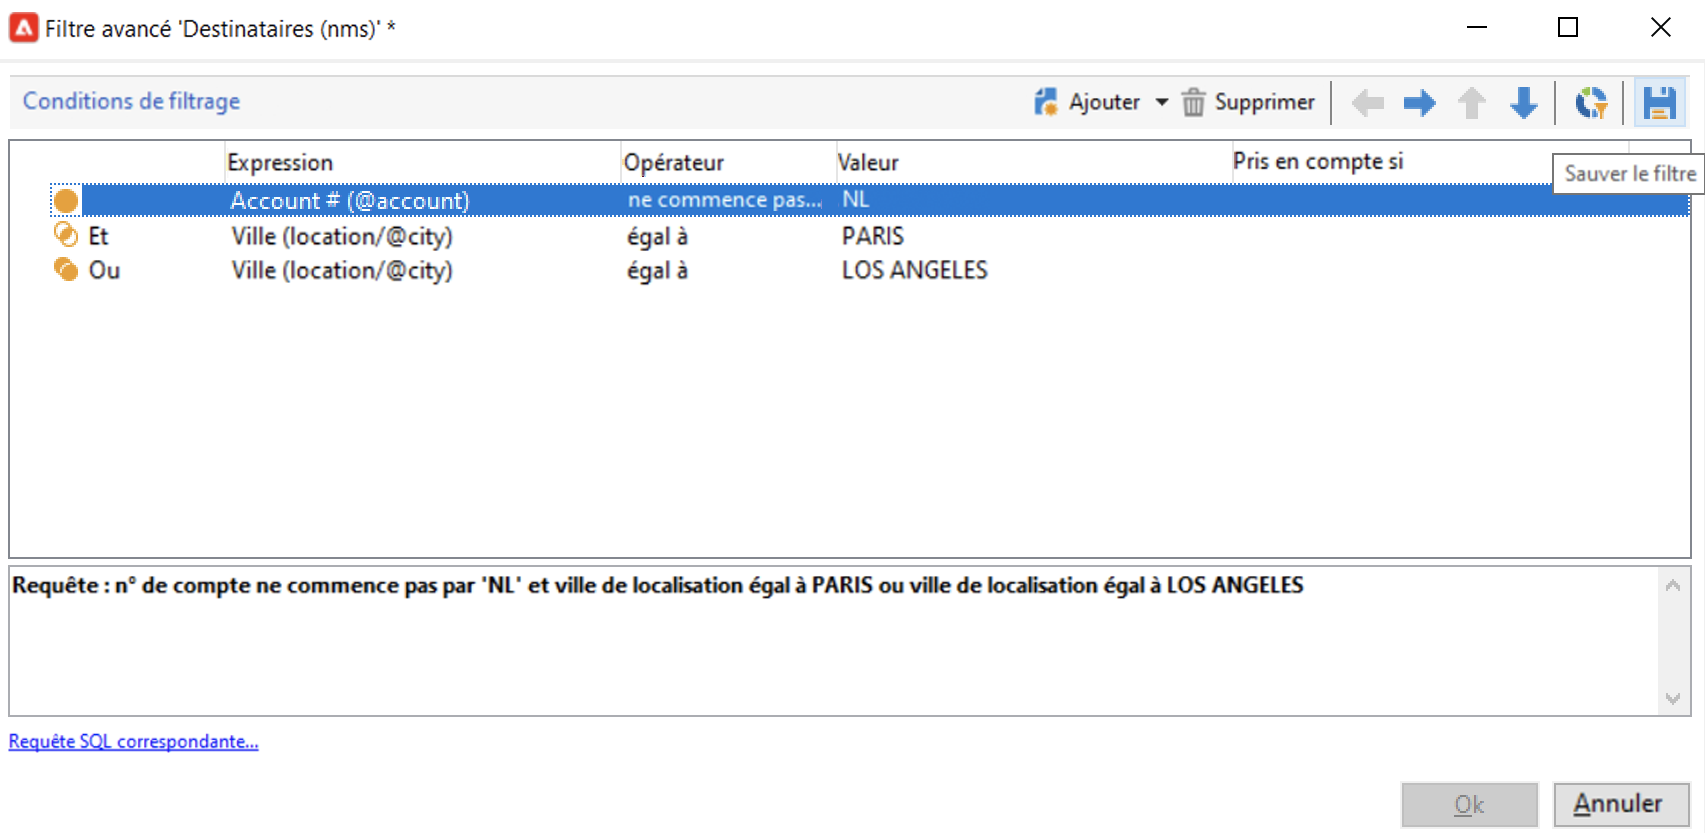 Filtre avancé 'Destinataires (nms)' *
Conditions de filtrage Ajouter Supprimer
Expression Opérateur Valeur Pris en compte si
Sauver le filtre
Account # (@account) ne commence pas... NL
Et Ville (location/@city) égal à PARIS
Ou Ville (location/@city) égal à LOS ANGELES
Requête : n° de compte ne commence pas par 'NL' et ville de localisation égal à PARIS ou ville de localisation égal à LOS ANGELES
Requête SQL correspondante...
Ok Annuler